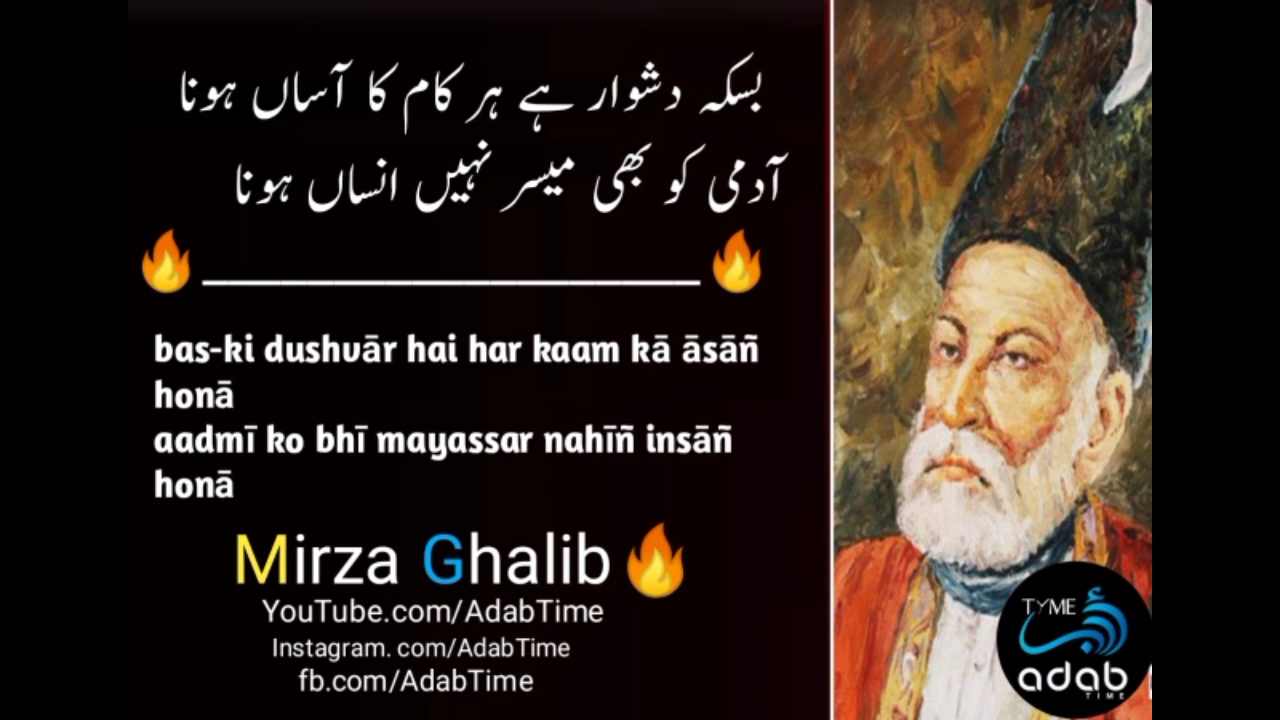 بسکہ دشوار ہے ہر کام کا آساں ہونا
آدمی کو بھی میسر نہیں انساں ہونا
bas-ki dushvār hai har kaam kā āsāñ
honā
aadmī ko bhī mayassar nahīñ insāñ
honā
Mirza Ghalib
YouTube.com/AdabTime
Instagram. com/AdabTime
fb.com/AdabTime
TYME
adab
TIME